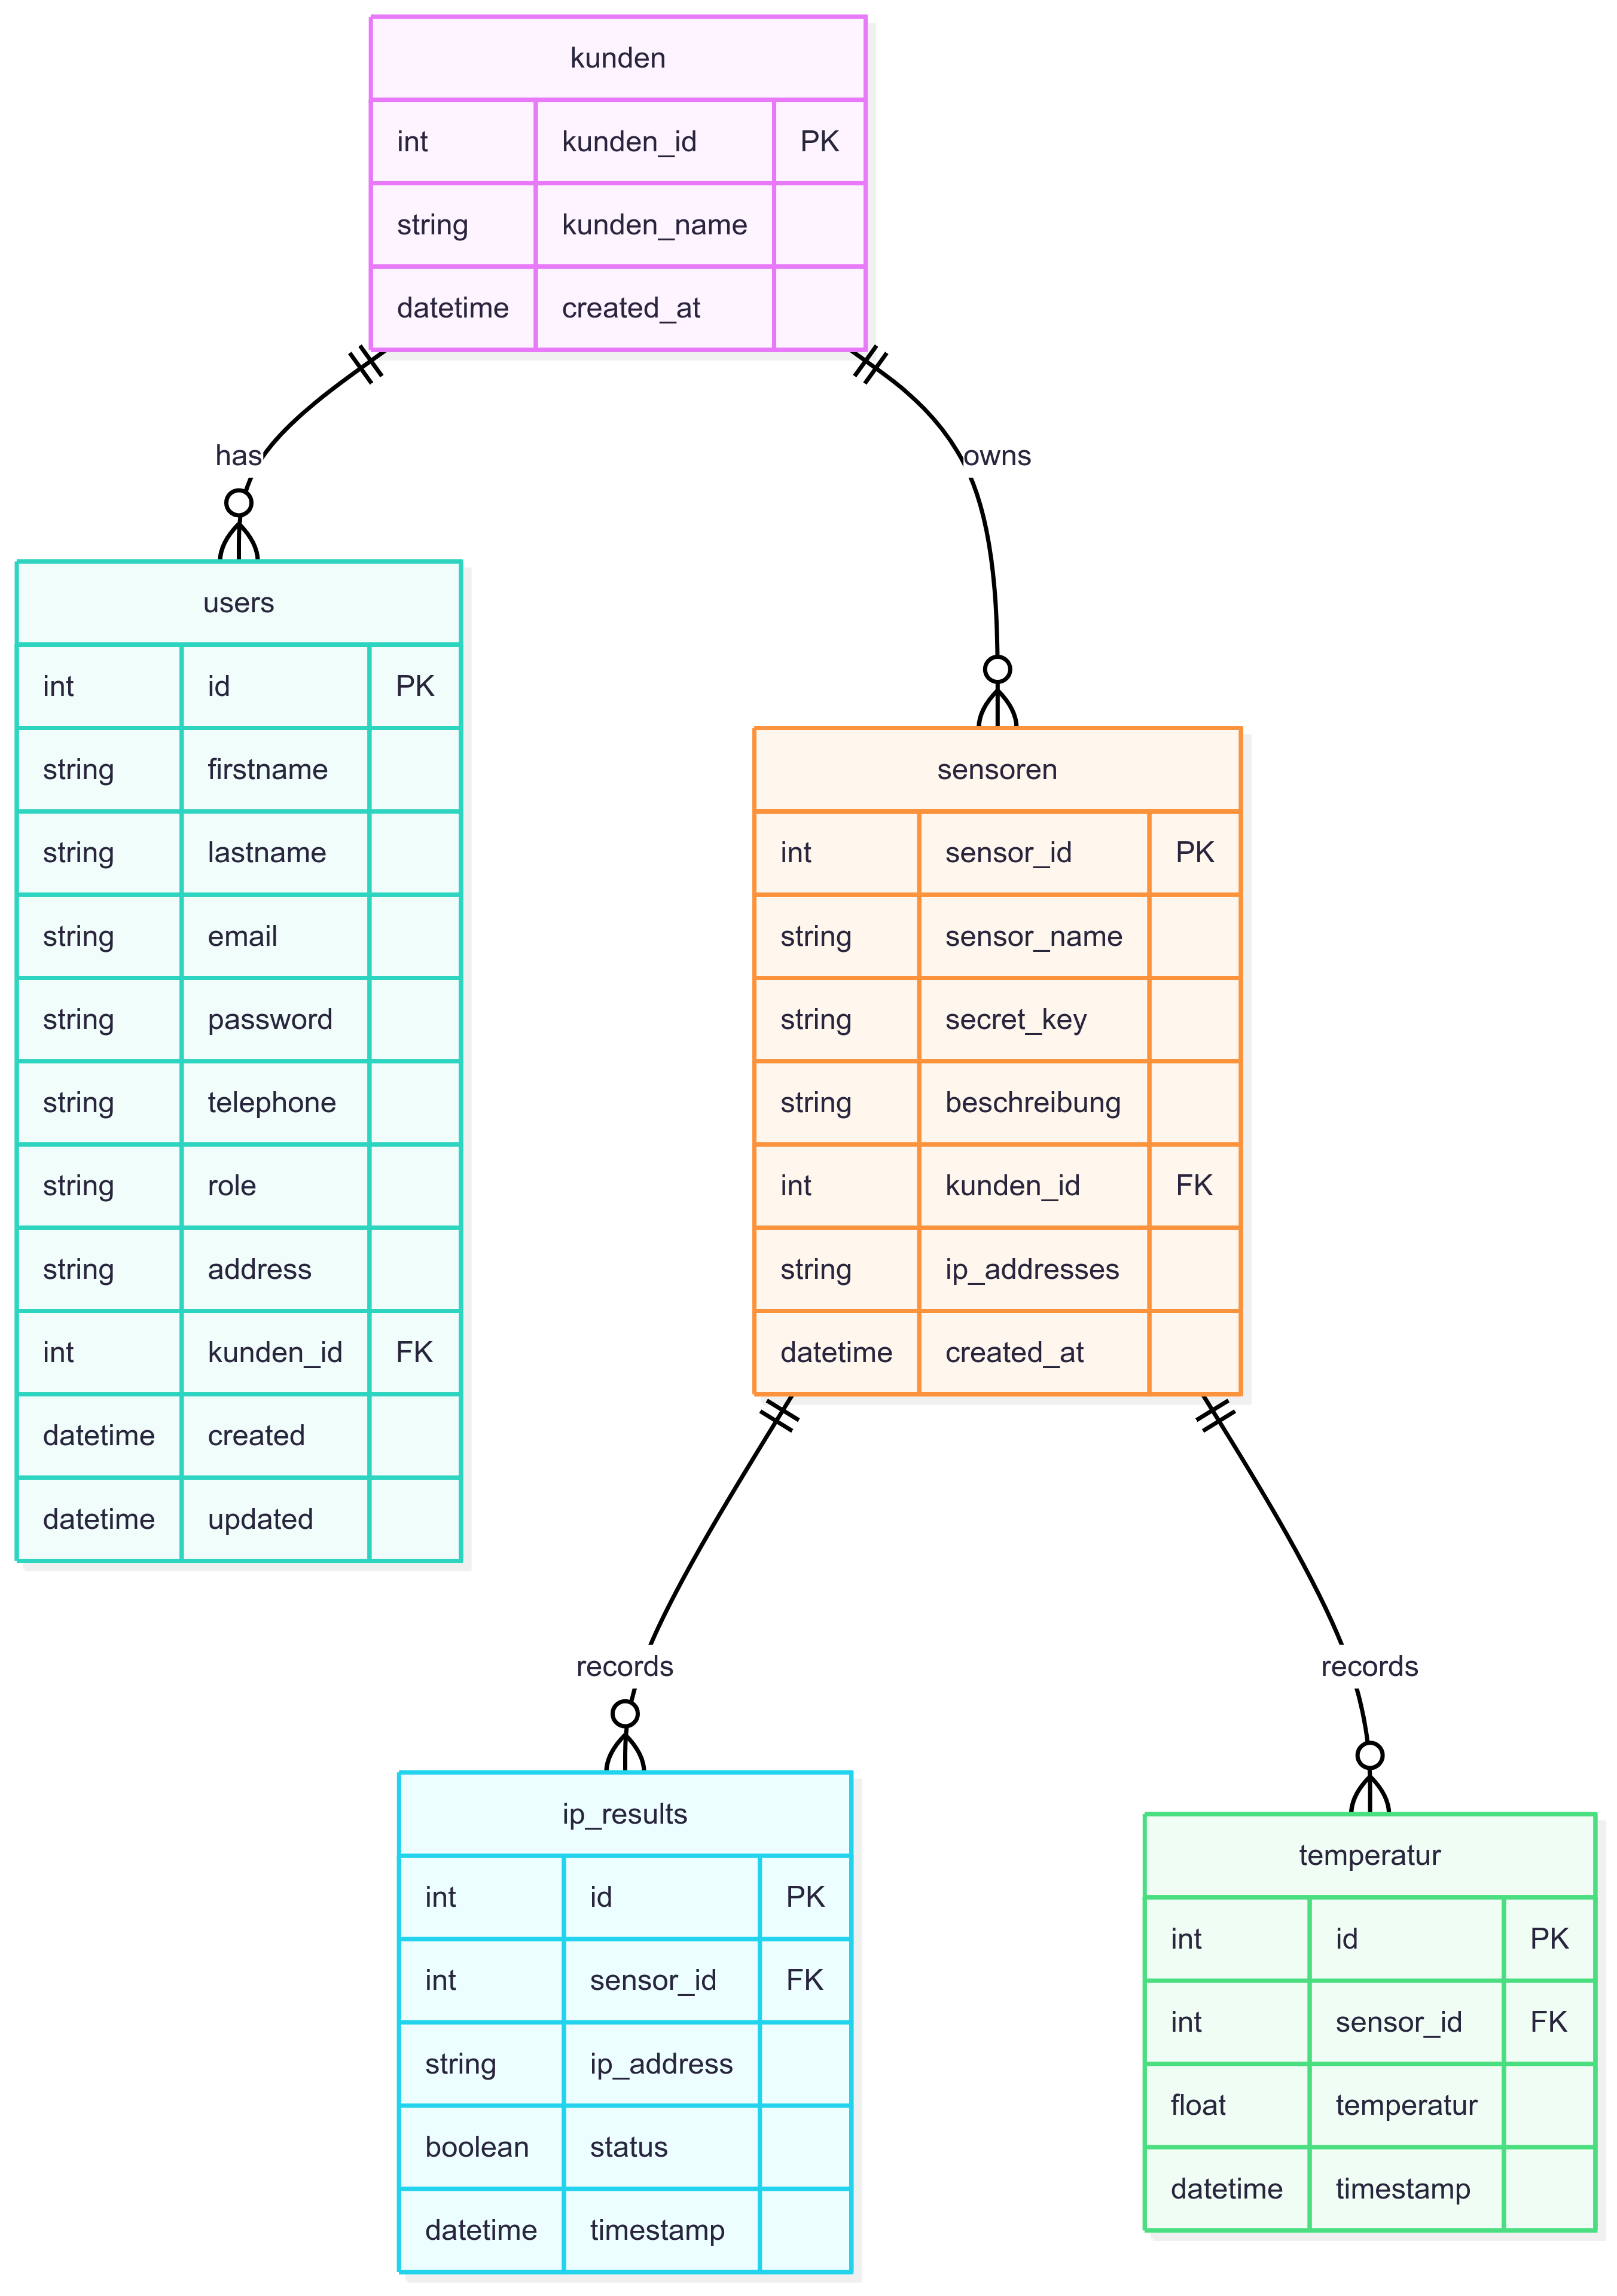 kunden
int kunden_id PK
string kunden_name
datetime created_at
has
owns
users
int id PK
string firstname
string lastname
string email
string password
string telephone
string role
string address
int kunden_id FK
datetime created
datetime updated
sensoren
int sensor_id PK
string sensor_name
string secret_key
string beschreibung
int kunden_id FK
string ip_addresses
datetime created_at
records
records
ip_results
int id PK
int sensor_id FK
string ip_address
boolean status
datetime timestamp
temperatur
int id PK
int sensor_id FK
float temperatur
datetime timestamp